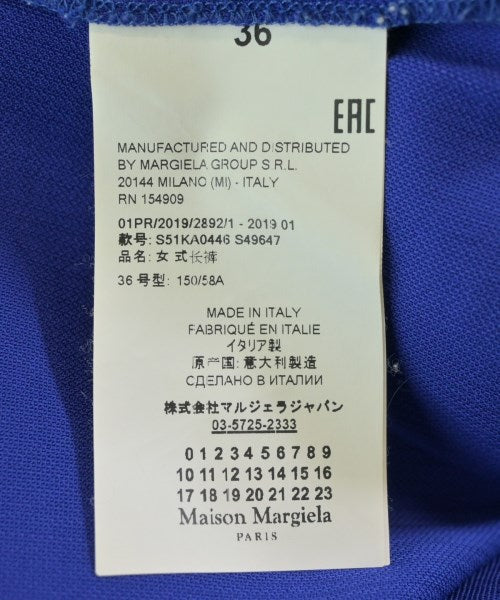 36
EAC
MANUFACTURED AND DISTRIBUTED
BY MARGIELA GROUP S.R.L.
20144 MILANO (MI) - ITALY
RN 154909
01PR/2019/2892/1 - 2019 01
款号: S51KA0446 S49647
品名: 女式长裤
36 号型: 150/58A
MADE IN ITALY
FABRIQUÉ EN ITALIE
イタリア製
原产国: 意大利製造
СДЕЛАНО В ИТАЛИИ
株式会社マルジェラジャパン
03-5725-2333
0 1 2 3 4 5 6 7 8 9
10 11 12 13 14 15 16
17 18 19 20 21 22 23
Maison Margiela
PARIS